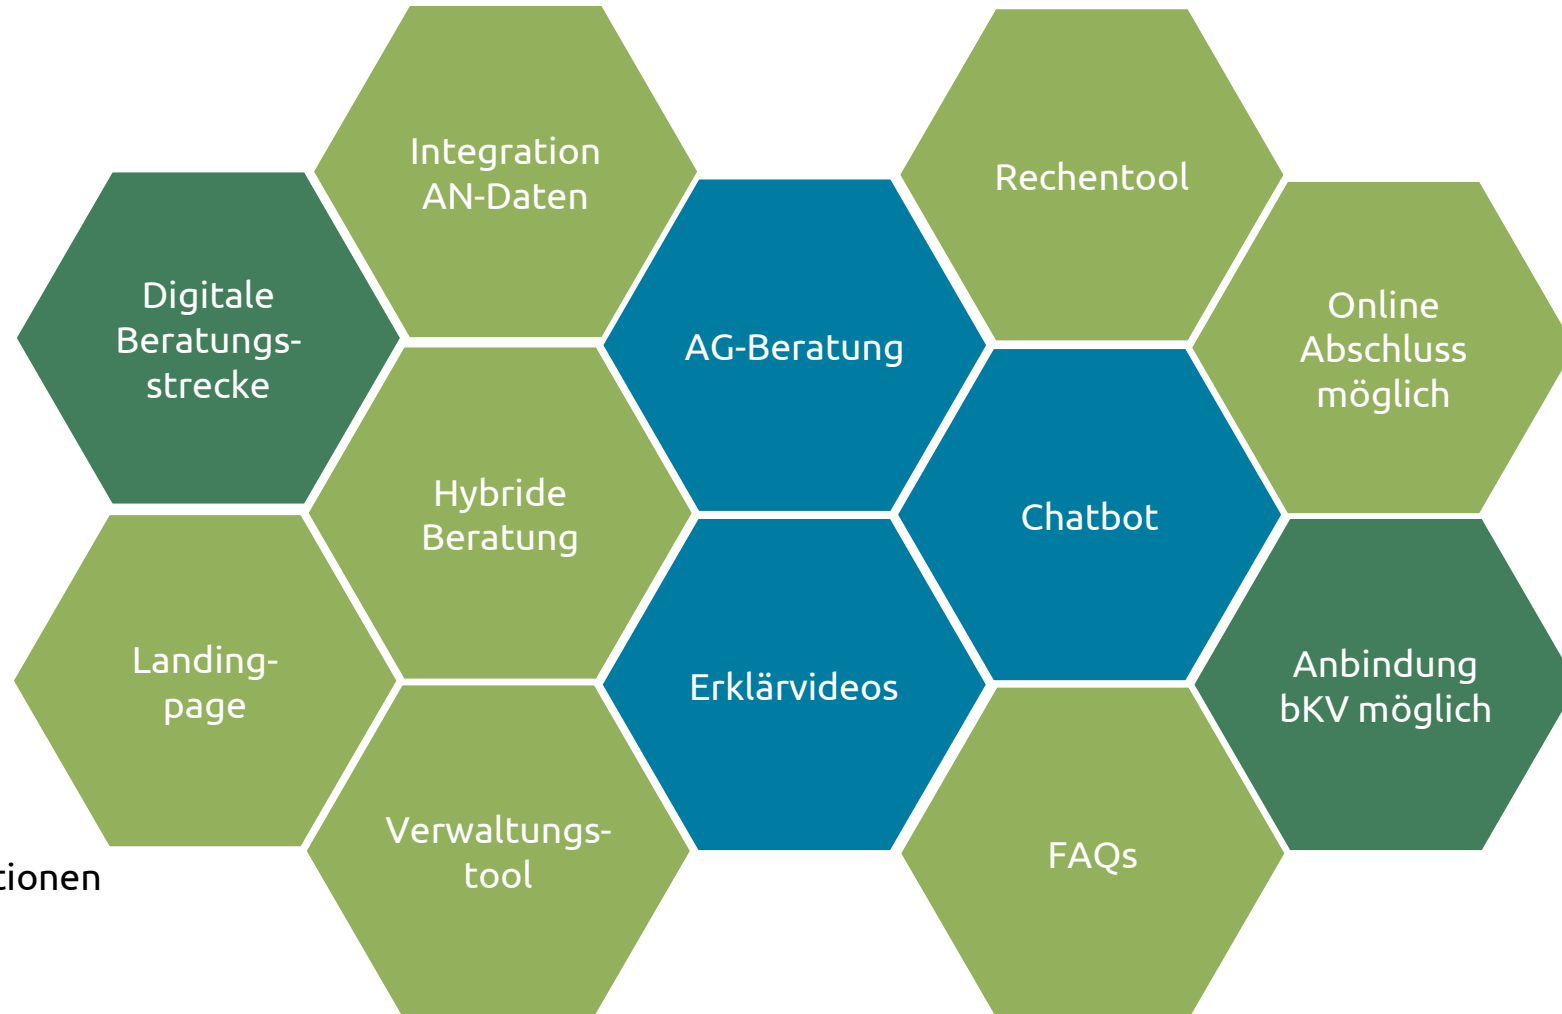 Integration
AN-Daten
Rechentool
Digitale
Beratungs-
strecke
AG-Beratung
Online
Abschluss
möglich
Hybride
Beratung
Chatbot
Landing-
page
Erklärvideos
Anbindung
bKV möglich
Verwaltungs-
tool
FAQs
tionen